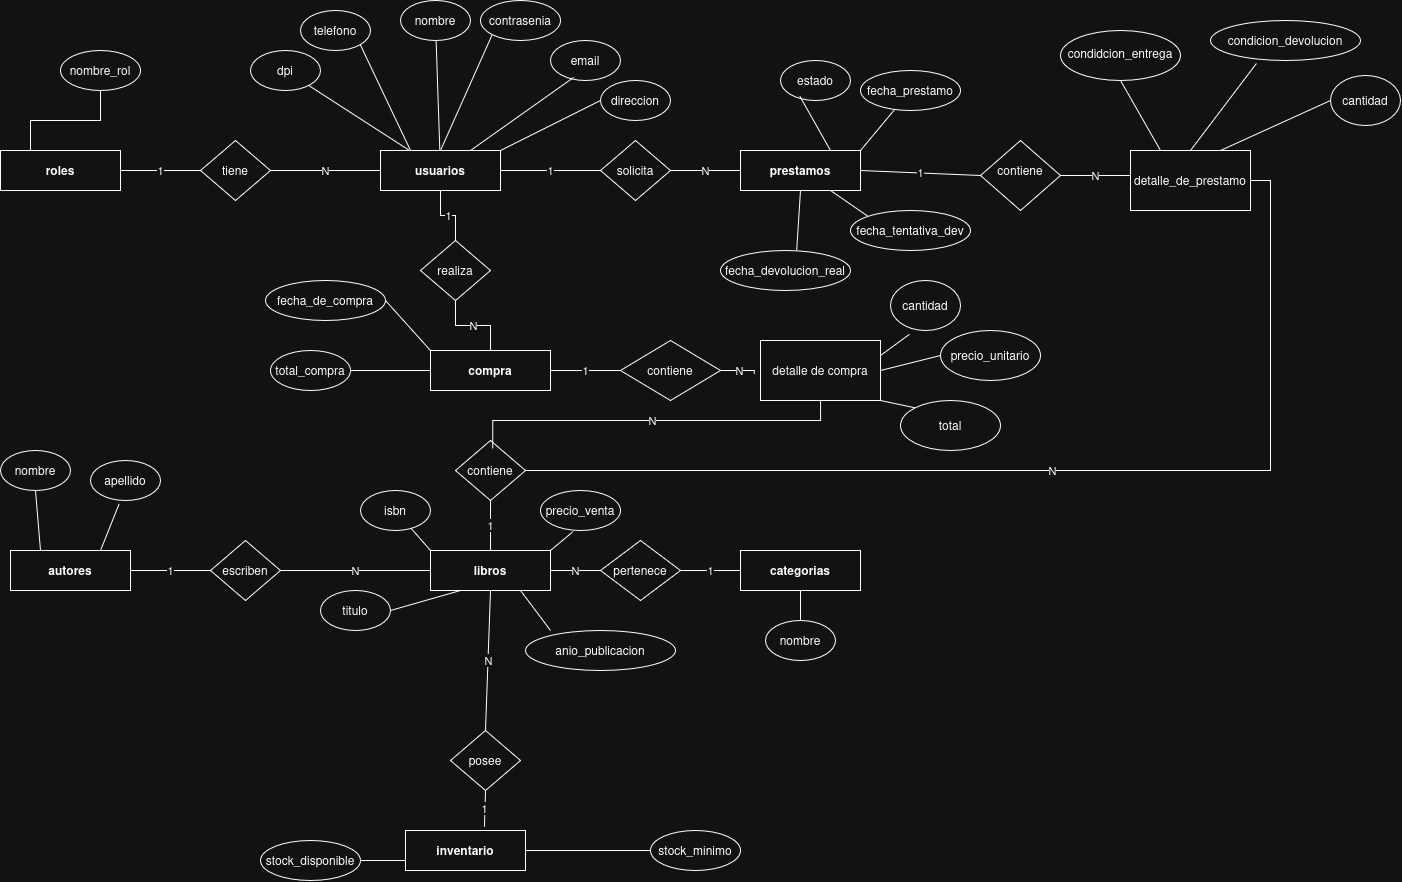 nombre
contrasenia
telefono
email
dpi
nombre_rol
direccion
estado
fecha_prestamo
condidcion_entrega
condicion_devolucion
cantidad
roles
1
tiene
N
usuarios
1
solicita
N
prestamos
1
contiene
N
detalle_de_prestamo
1
fecha_tentativa_dev
realiza
fecha_devolucion_real
fecha_de_compra
cantidad
N
precio_unitario
total_compra
compra
1
contiene
N
detalle de compra
N
total
nombre
apellido
contiene
N
isbn
precio_venta
1
autores
1
escriben
N
libros
N
pertenece
1
categorias
titulo
nombre
anio_publicacion
N
posee
1
stock_disponible
inventario
stock_minimo